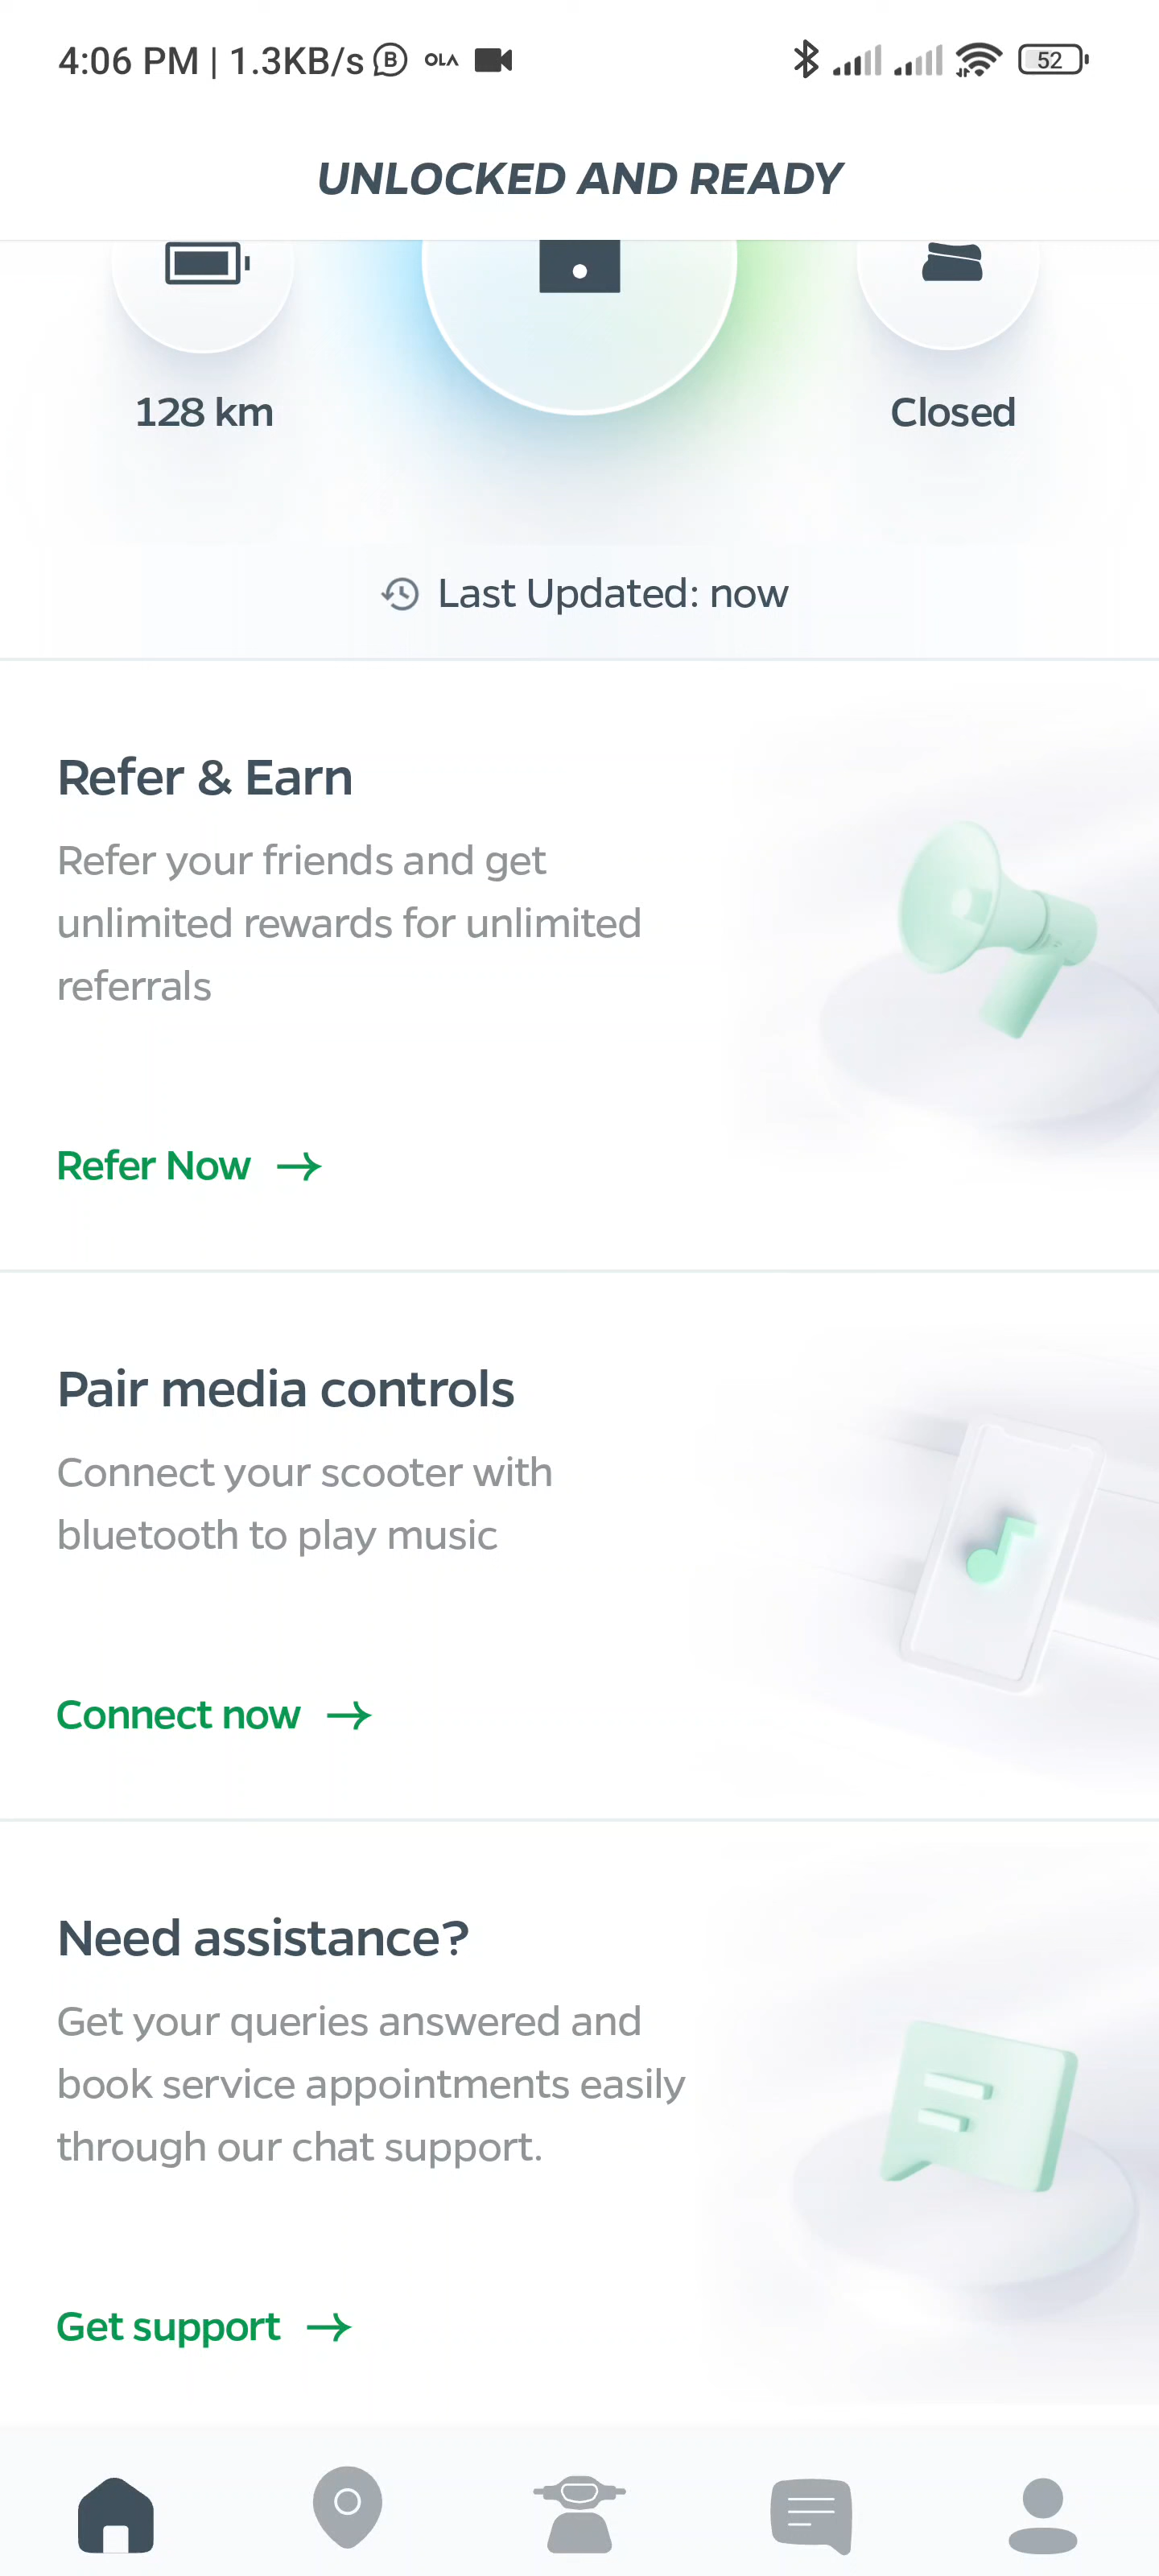 4:06 PM | 1.3KB/s B OLA 52
UNLOCKED AND READY
128 km
Closed
Last Updated: now
Refer & Earn
Refer your friends and get
unlimited rewards for unlimited
referrals
Refer Now
Pair media controls
Connect your scooter with
bluetooth to play music
Connect now
Need assistance?
Get your queries answered and
book service appointments easily
through our chat support.
Get support